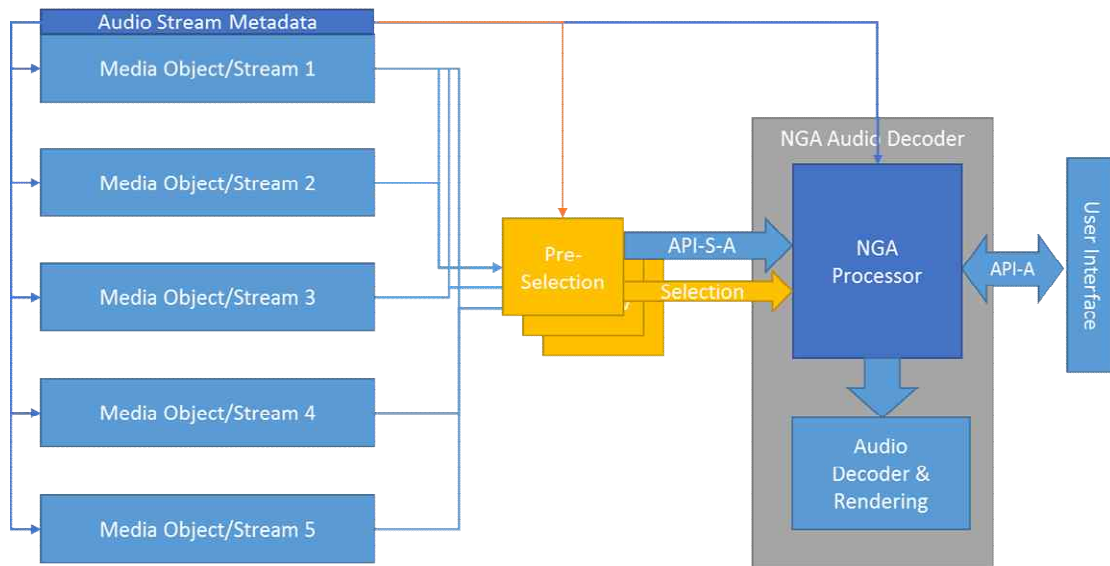 Audio Stream Metadata
Media Object/Stream 1
Media Object/Stream 2
Media Object/Stream 3
Media Object/Stream 4
Media Object/Stream 5
Pre-
Selection
API-S-A
Selection
NGA Audio Decoder
NGA
Processor
Audio
Decoder &
Rendering
API-A
User Interface